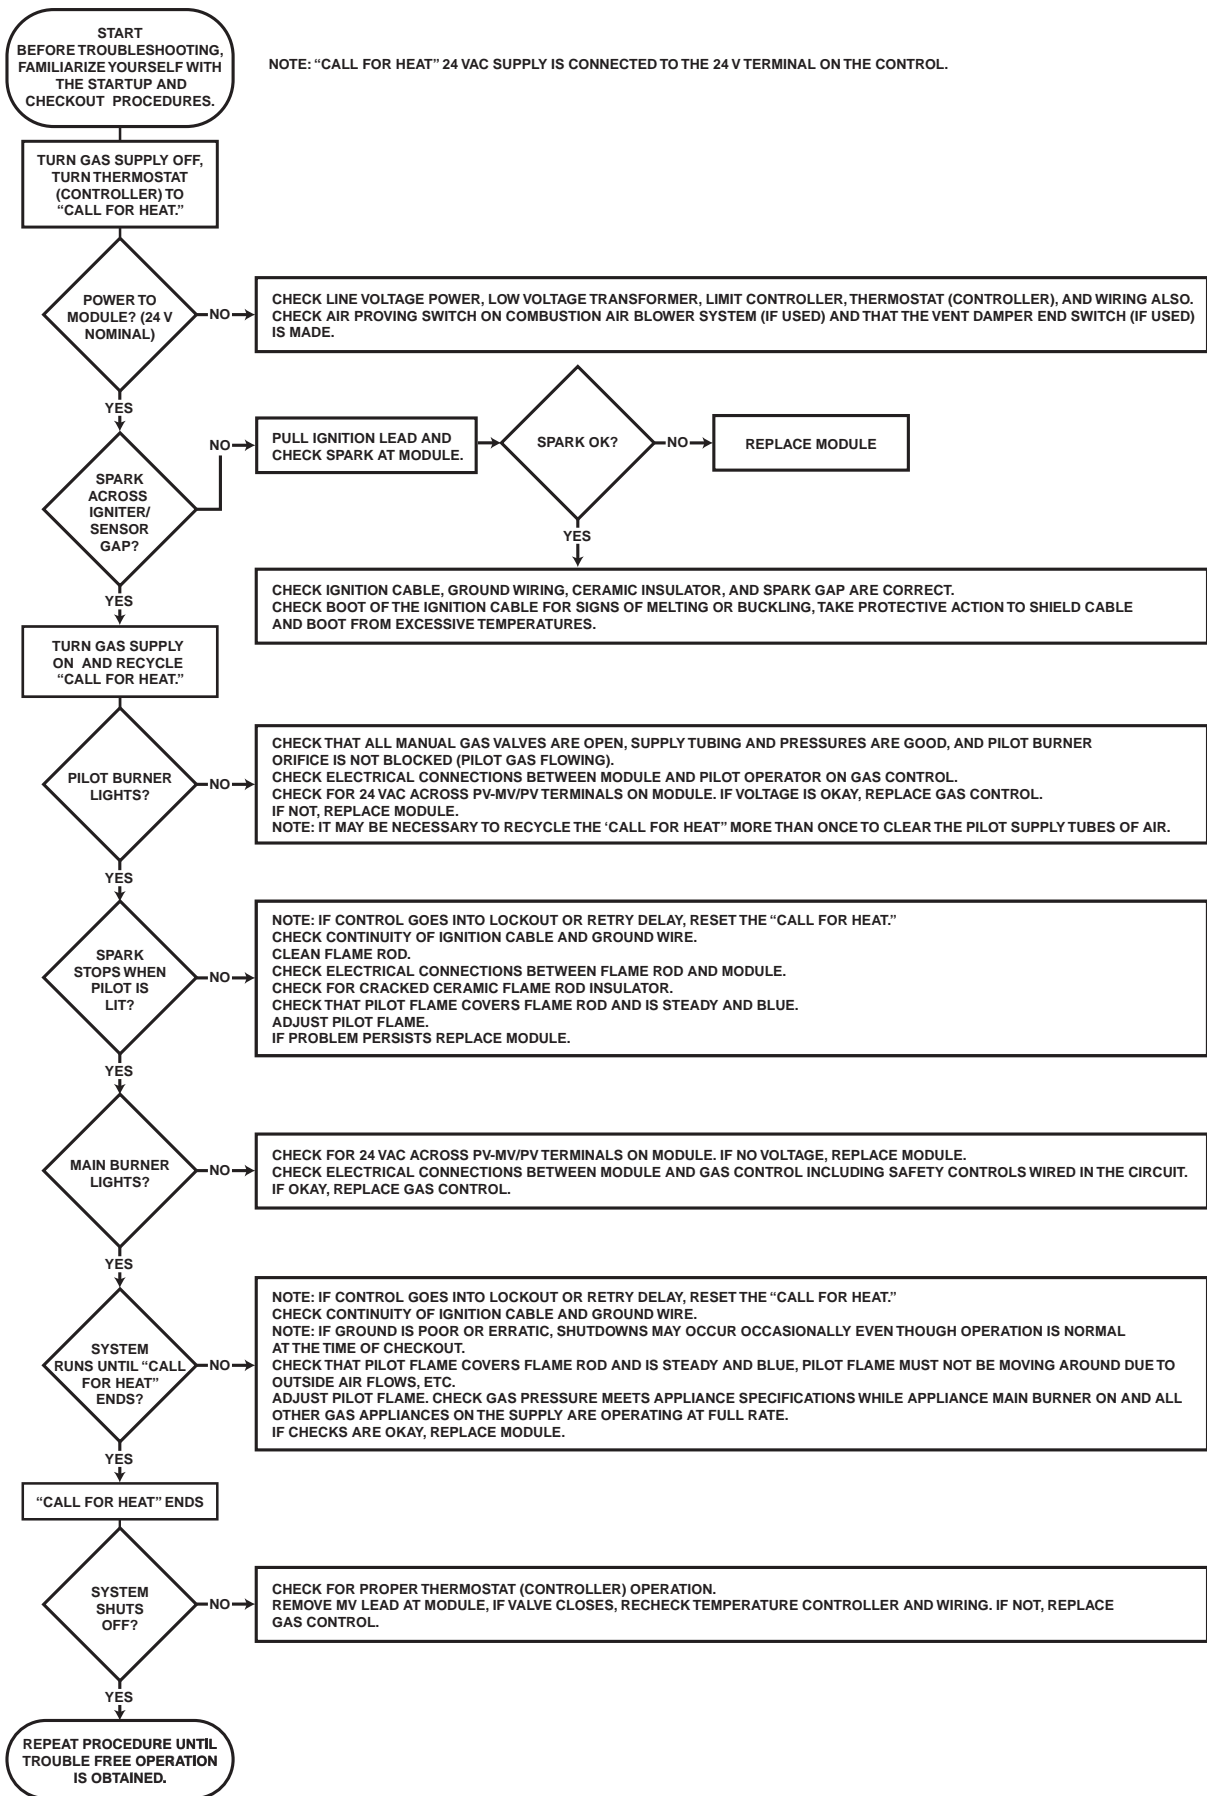 START
BEFORE TROUBLESHOOTING,
FAMILIARIZE YOURSELF WITH
THE STARTUP AND
CHECKOUT PROCEDURES.
NOTE: “CALL FOR HEAT” 24 VAC SUPPLY IS CONNECTED TO THE 24 V TERMINAL ON THE CONTROL.
TURN GAS SUPPLY OFF,
TURN THERMOSTAT
(CONTROLLER) TO
“CALL FOR HEAT.”
POWER TO
MODULE? (24 V
NOMINAL)
NO
CHECK LINE VOLTAGE POWER, LOW VOLTAGE TRANSFORMER, LIMIT CONTROLLER, THERMOSTAT (CONTROLLER), AND WIRING ALSO.
CHECK AIR PROVING SWITCH ON COMBUSTION AIR BLOWER SYSTEM (IF USED) AND THAT THE VENT DAMPER END SWITCH (IF USED)
IS MADE.
YES
SPARK
ACROSS
IGNITER/
SENSOR
GAP?
NO
PULL IGNITION LEAD AND
CHECK SPARK AT MODULE.
SPARK OK?
NO
REPLACE MODULE
YES
CHECK IGNITION CABLE, GROUND WIRING, CERAMIC INSULATOR, AND SPARK GAP ARE CORRECT.
CHECK BOOT OF THE IGNITION CABLE FOR SIGNS OF MELTING OR BUCKLING, TAKE PROTECTIVE ACTION TO SHIELD CABLE
AND BOOT FROM EXCESSIVE TEMPERATURES.
YES
TURN GAS SUPPLY
ON AND RECYCLE
“CALL FOR HEAT.”
PILOT BURNER
LIGHTS?
NO
CHECK THAT ALL MANUAL GAS VALVES ARE OPEN, SUPPLY TUBING AND PRESSURES ARE GOOD, AND PILOT BURNER
ORIFICE IS NOT BLOCKED (PILOT GAS FLOWING).
CHECK ELECTRICAL CONNECTIONS BETWEEN MODULE AND PILOT OPERATOR ON GAS CONTROL.
CHECK FOR 24 VAC ACROSS PV-MV/PV TERMINALS ON MODULE. IF VOLTAGE IS OKAY, REPLACE GAS CONTROL.
IF NOT, REPLACE MODULE.
NOTE: IT MAY BE NECESSARY TO RECYCLE THE ‘CALL FOR HEAT” MORE THAN ONCE TO CLEAR THE PILOT SUPPLY TUBES OF AIR.
YES
SPARK
STOPS WHEN
PILOT IS
LIT?
NO
NOTE: IF CONTROL GOES INTO LOCKOUT OR RETRY DELAY, RESET THE “CALL FOR HEAT.”
CHECK CONTINUITY OF IGNITION CABLE AND GROUND WIRE.
CLEAN FLAME ROD.
CHECK ELECTRICAL CONNECTIONS BETWEEN FLAME ROD AND MODULE.
CHECK FOR CRACKED CERAMIC FLAME ROD INSULATOR.
CHECK THAT PILOT FLAME COVERS FLAME ROD AND IS STEADY AND BLUE.
ADJUST PILOT FLAME.
IF PROBLEM PERSISTS REPLACE MODULE.
YES
MAIN BURNER
LIGHTS?
NO
CHECK FOR 24 VAC ACROSS PV-MV/PV TERMINALS ON MODULE. IF NO VOLTAGE, REPLACE MODULE.
CHECK ELECTRICAL CONNECTIONS BETWEEN MODULE AND GAS CONTROL INCLUDING SAFETY CONTROLS WIRED IN THE CIRCUIT.
IF OKAY, REPLACE GAS CONTROL.
YES
SYSTEM
RUNS UNTIL “CALL
FOR HEAT”
ENDS?
NO
NOTE: IF CONTROL GOES INTO LOCKOUT OR RETRY DELAY, RESET THE “CALL FOR HEAT.”
CHECK CONTINUITY OF IGNITION CABLE AND GROUND WIRE.
NOTE: IF GROUND IS POOR OR ERRATIC, SHUTDOWNS MAY OCCUR OCCASIONALLY EVEN THOUGH OPERATION IS NORMAL
AT THE TIME OF CHECKOUT.
CHECK THAT PILOT FLAME COVERS FLAME ROD AND IS STEADY AND BLUE, PILOT FLAME MUST NOT BE MOVING AROUND DUE TO
OUTSIDE AIR FLOWS, ETC.
ADJUST PILOT FLAME. CHECK GAS PRESSURE MEETS APPLIANCE SPECIFICATIONS WHILE APPLIANCE MAIN BURNER ON AND ALL
OTHER GAS APPLIANCES ON THE SUPPLY ARE OPERATING AT FULL RATE.
IF CHECKS ARE OKAY, REPLACE MODULE.
YES
“CALL FOR HEAT” ENDS
SYSTEM
SHUTS
OFF?
NO
CHECK FOR PROPER THERMOSTAT (CONTROLLER) OPERATION.
REMOVE MV LEAD AT MODULE, IF VALVE CLOSES, RECHECK TEMPERATURE CONTROLLER AND WIRING. IF NOT, REPLACE
GAS CONTROL.
YES
REPEAT PROCEDURE UNTIL
TROUBLE FREE OPERATION
IS OBTAINED.